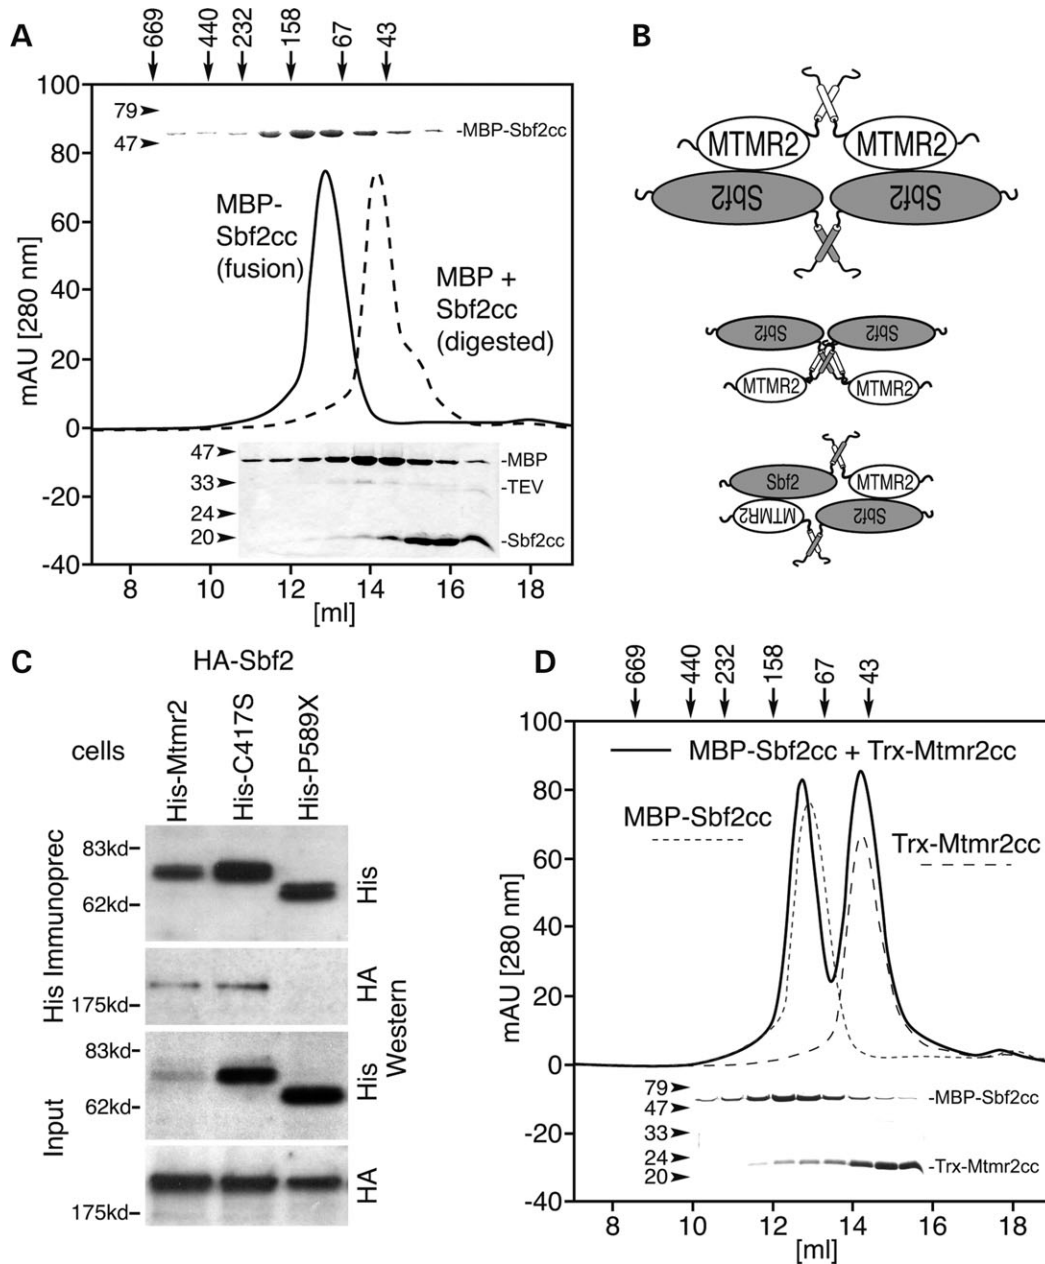 A
669
440
232
158
67
43
100
80
60
40
20
0
-20
-40
mAU [280 nm]
79
47
-MBP-Sbf2cc
MBP-
Sbf2cc
(fusion)
MBP +
Sbf2cc
(digested)
47
33
24
20
-MBP
-TEV
-Sbf2cc
8
10
12
14
16
18
[ml]
B
MTMR2
MTMR2
Sbf2
Sbf2
Sbf2
Sbf2
MTMR2
MTMR2
Sbf2
MTMR2
MTMR2
Sbf2
C
HA-Sbf2
cells
His-Mtmr2
His-C417S
His-P589X
His Immunoprec
83kd-
62kd-
His
175kd-
HA
Western
Input
83kd-
62kd-
His
175kd-
HA
D
669
440
232
158
67
43
100
80
60
40
20
0
-20
-40
mAU [280 nm]
MBP-Sbf2cc + Trx-Mtmr2cc
MBP-Sbf2cc
Trx-Mtmr2cc
79
47
33
24
20
-MBP-Sbf2cc
-Trx-Mtmr2cc
8
10
12
14
16
18
[ml]